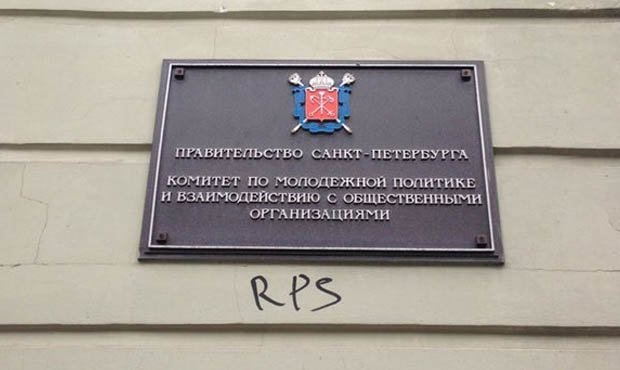 ПРАВИТЕЛЬСТВО САНКТ-ПЕТЕРБУРГА
КОМИТЕТ ПО МОЛОДЕЖНОЙ ПОЛИТИКЕ
И ВЗАИМОДЕЙСТВИЮ С ОБЩЕСТВЕННЫМИ
ОРГАНИЗАЦИЯМИ
RPS